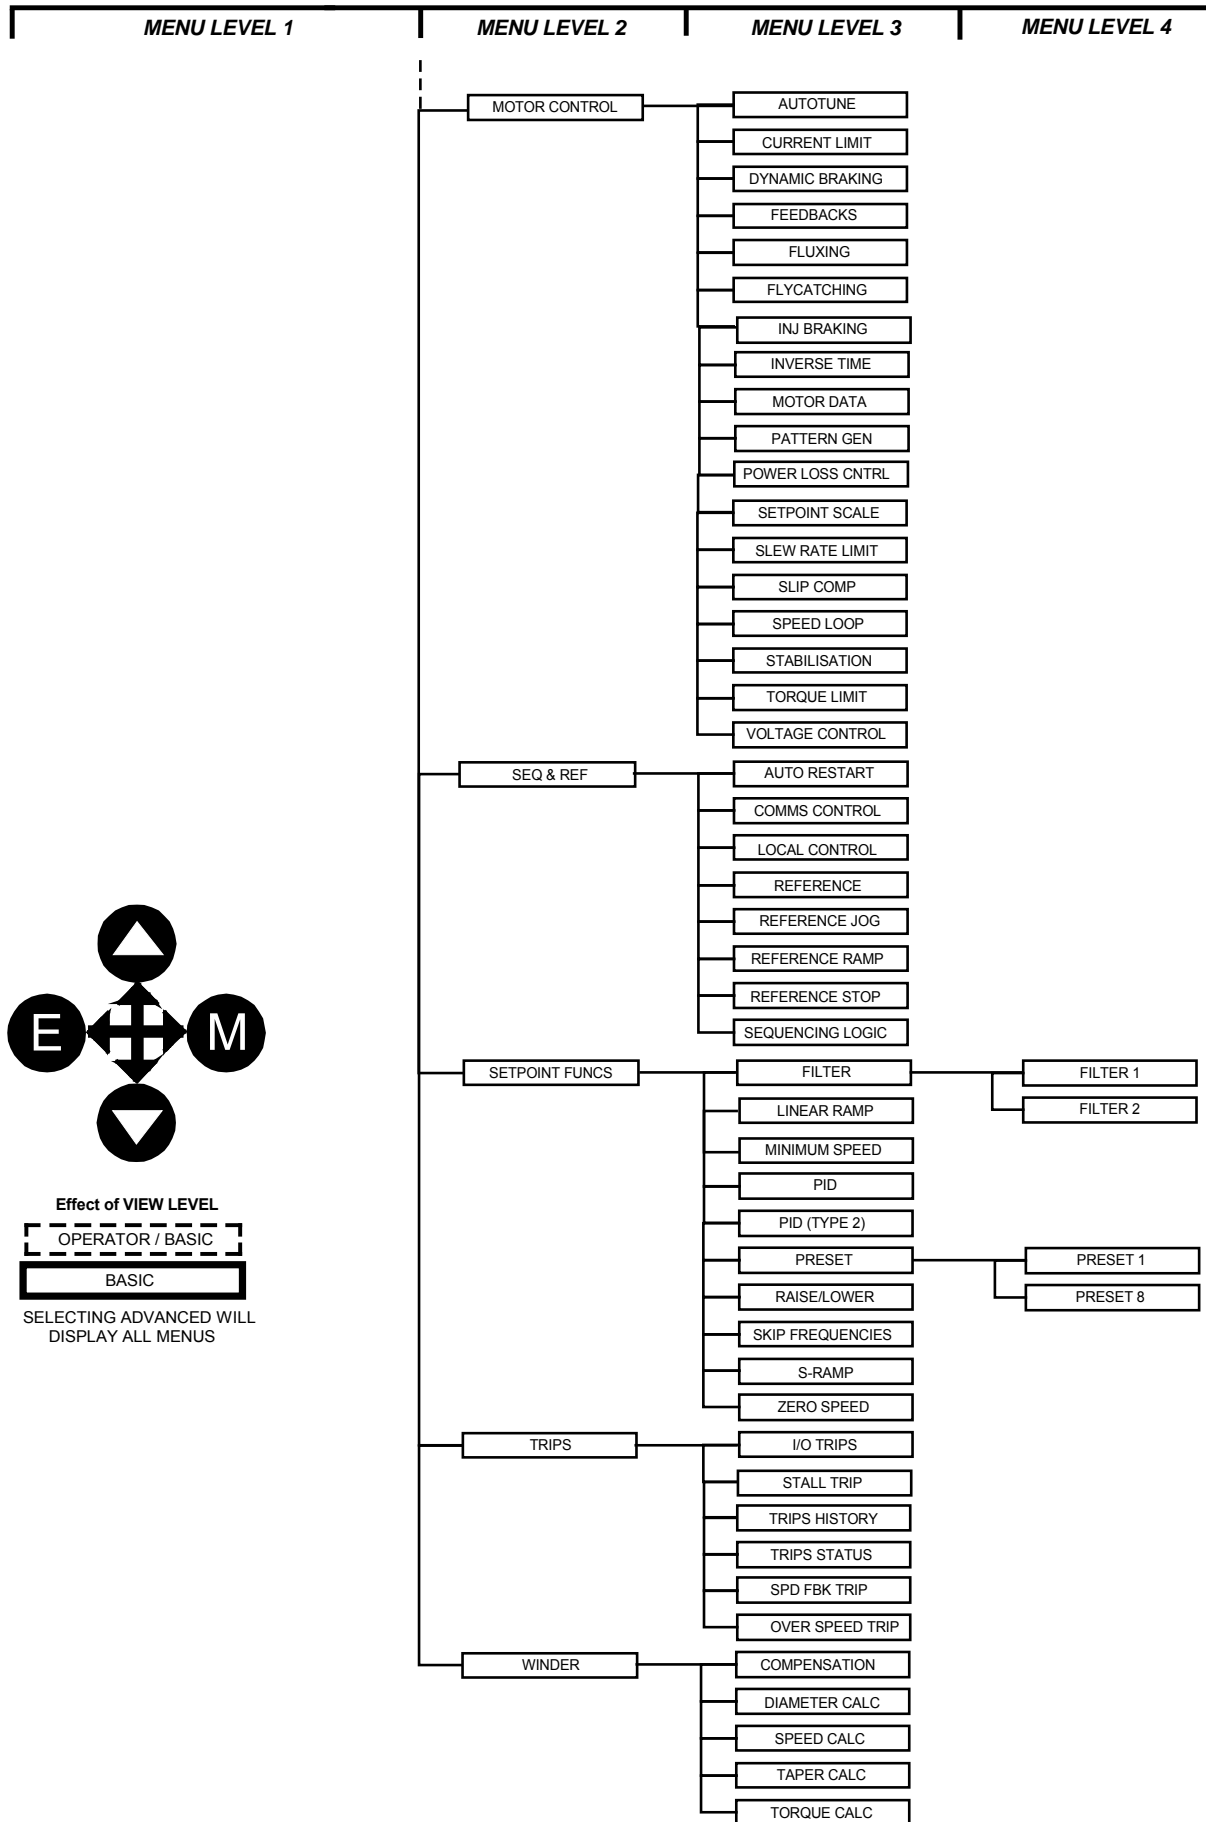 MENU LEVEL 1 MENU LEVEL 2 MENU LEVEL 3 MENU LEVEL 4
MOTOR CONTROL AUTOTUNE
CURRENT LIMIT
DYNAMIC BRAKING
FEEDBACKS
FLUXING
FLYCATCHING
INJ BRAKING
INVERSE TIME
MOTOR DATA
PATTERN GEN
POWER LOSS CNTRL
SETPOINT SCALE
SLEW RATE LIMIT
SLIP COMP
SPEED LOOP
STABILISATION
TORQUE LIMIT
VOLTAGE CONTROL
SEQ & REF AUTO RESTART
COMMS CONTROL
LOCAL CONTROL
REFERENCE
REFERENCE JOG
REFERENCE RAMP
REFERENCE STOP
SEQUENCING LOGIC
E M
SETPOINT FUNCS FILTER FILTER 1
FILTER 2
LINEAR RAMP
MINIMUM SPEED
PID
PID (TYPE 2)
PRESET PRESET 1
PRESET 8
RAISE/LOWER
SKIP FREQUENCIES
S-RAMP
ZERO SPEED
Effect of VIEW LEVEL
OPERATOR / BASIC
BASIC
SELECTING ADVANCED WILL
DISPLAY ALL MENUS
TRIPS I/O TRIPS
STALL TRIP
TRIPS HISTORY
TRIPS STATUS
SPD FBK TRIP
OVER SPEED TRIP
WINDER COMPENSATION
DIAMETER CALC
SPEED CALC
TAPER CALC
TORQUE CALC